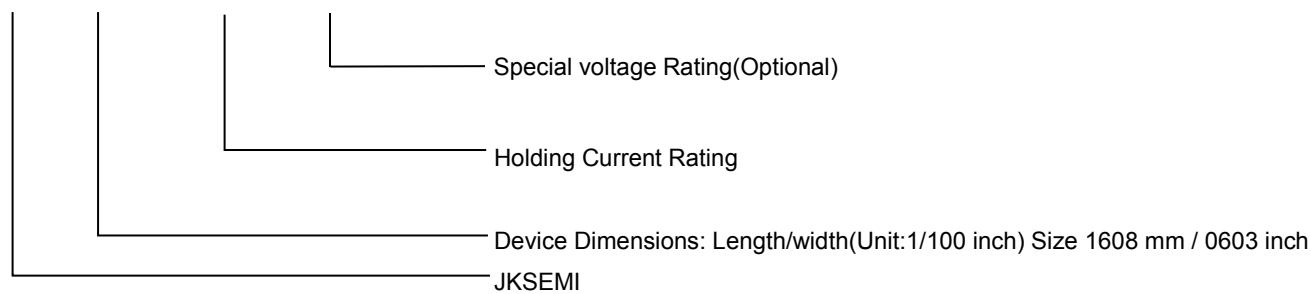 Special voltage Rating(Optional)
Holding Current Rating
Device Dimensions: Length/width(Unit:1/100 inch) Size 1608 mm / 0603 inch
JKSEMI